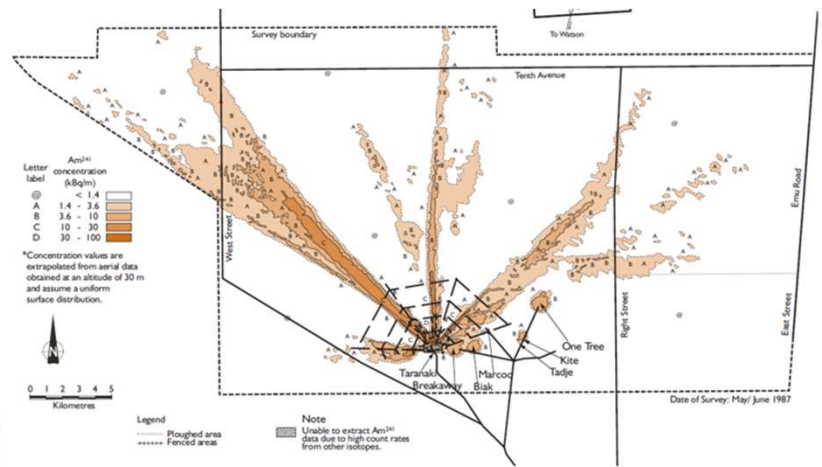 To Watson
Survey boundary
Tenth Avenue
Letter label
Am241 concentration (kBq/m)
@ < 1.4
A 1.4 - 3.6
B 3.6 - 10
C 10 - 30
D 30 - 100
*Concentration values are
extrapolated from aerial data
obtained at an altitude of 30 m
and assume a uniform
surface distribution.
N
West Street
Right Street
Emu Road
East Street
One Tree
Kite
Tadje
Taranaki
Marcoo
Breakaway
Biak
0 1 2 3 4 5
Kilometres
Date of Survey: May/ June 1987
Legend
Ploughed area
Fenced areas
Note
Unable to extract Am241
data due to high count rates
from other isotopes.